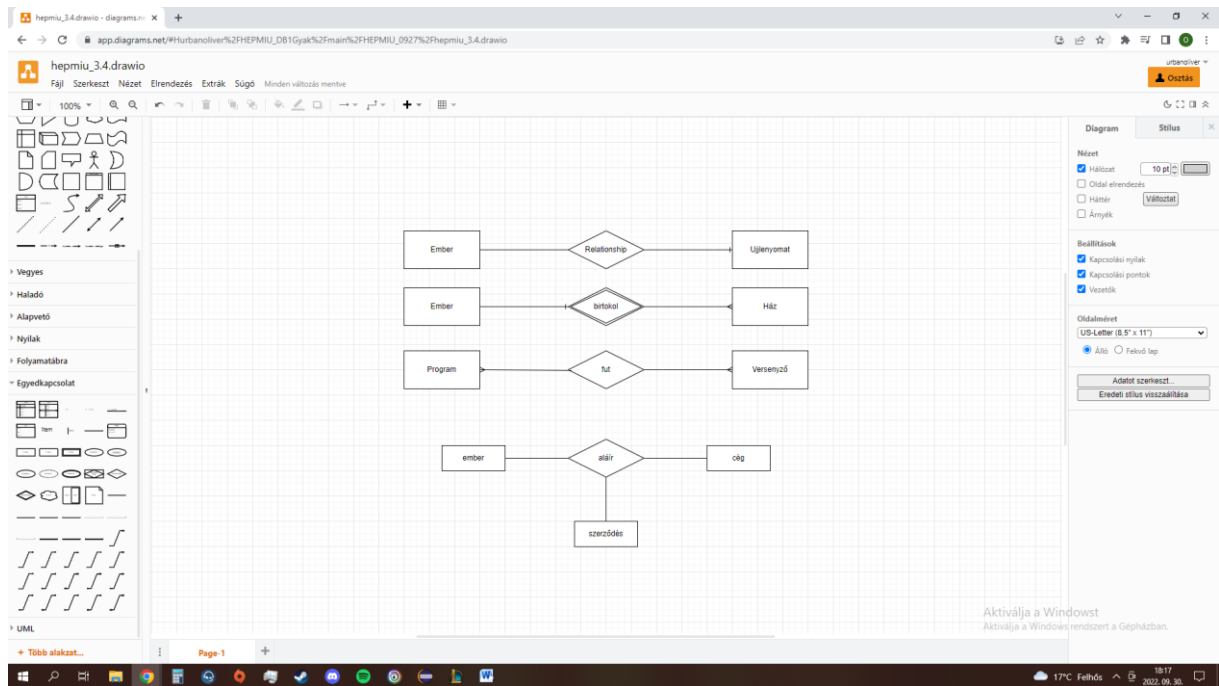 hepmiu_3.4.drawio - diagrams.ne
app.diagrams.net/#Hurbanoliver%2FHEPMIU_DB1Gyak%2Fmain%2FHEPMIU_0927%2Fhepmiu_3.4.drawio
O
hepmiu_3.4.drawio
urbanoliver
Fájl Szerkeszt Nézet Elrendezés Extrák Súgó Minden változás mentve
Osztás
100%
Diagram Stílus
Nézet
Hálózat 10 pt
Oldal elrendezés
Háttér Változtat
Árnyék
Beállítások
Kapcsolási nyilak
Kapcsolási pontok
Vezetők
Oldalméret
US-Letter (8,5" x 11")
Álló Fekvő lap
Adatot szerkeszt...
Eredeti stílus visszaálítása
Vegyes
Haladó
Alapvető
Nyilak
Folyamatábra
Egyedkapcsolat
Item
UML
+ Több alakzat...
Ember Relationship Ujjlenyomat
Ember birtokol Ház
Program fut Versenyző
ember aláír cég
szerződés
Aktiválja a Windowst
Aktiválja a Windows rendszert a Gépházban.
Page-1
17°C Felhős
18:17
2022. 09. 30.